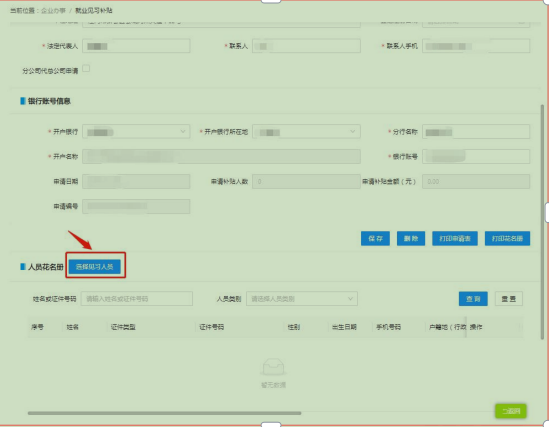 当前位置：企业办事 / 就业见习补贴
* 法定代表人 * 联系人 * 联系人手机
分公司代总公司申请
银行账号信息
* 开户银行 * 开户银行所在地 * 分行名称
* 开户名称 * 银行账号
申请日期 申请补贴人数 申请补贴金额（元） 0.00
申请编号
保存 删除 打印申请表 打印花名册
人员花名册 选择见习人员
姓名或证件号码 请输入姓名或证件号码 人员类别 请选择人员类别 查询 重置
序号 姓名 证件类型 证件号码 性别 出生日期 手机号码 户籍地（行政 操作
暂无数据